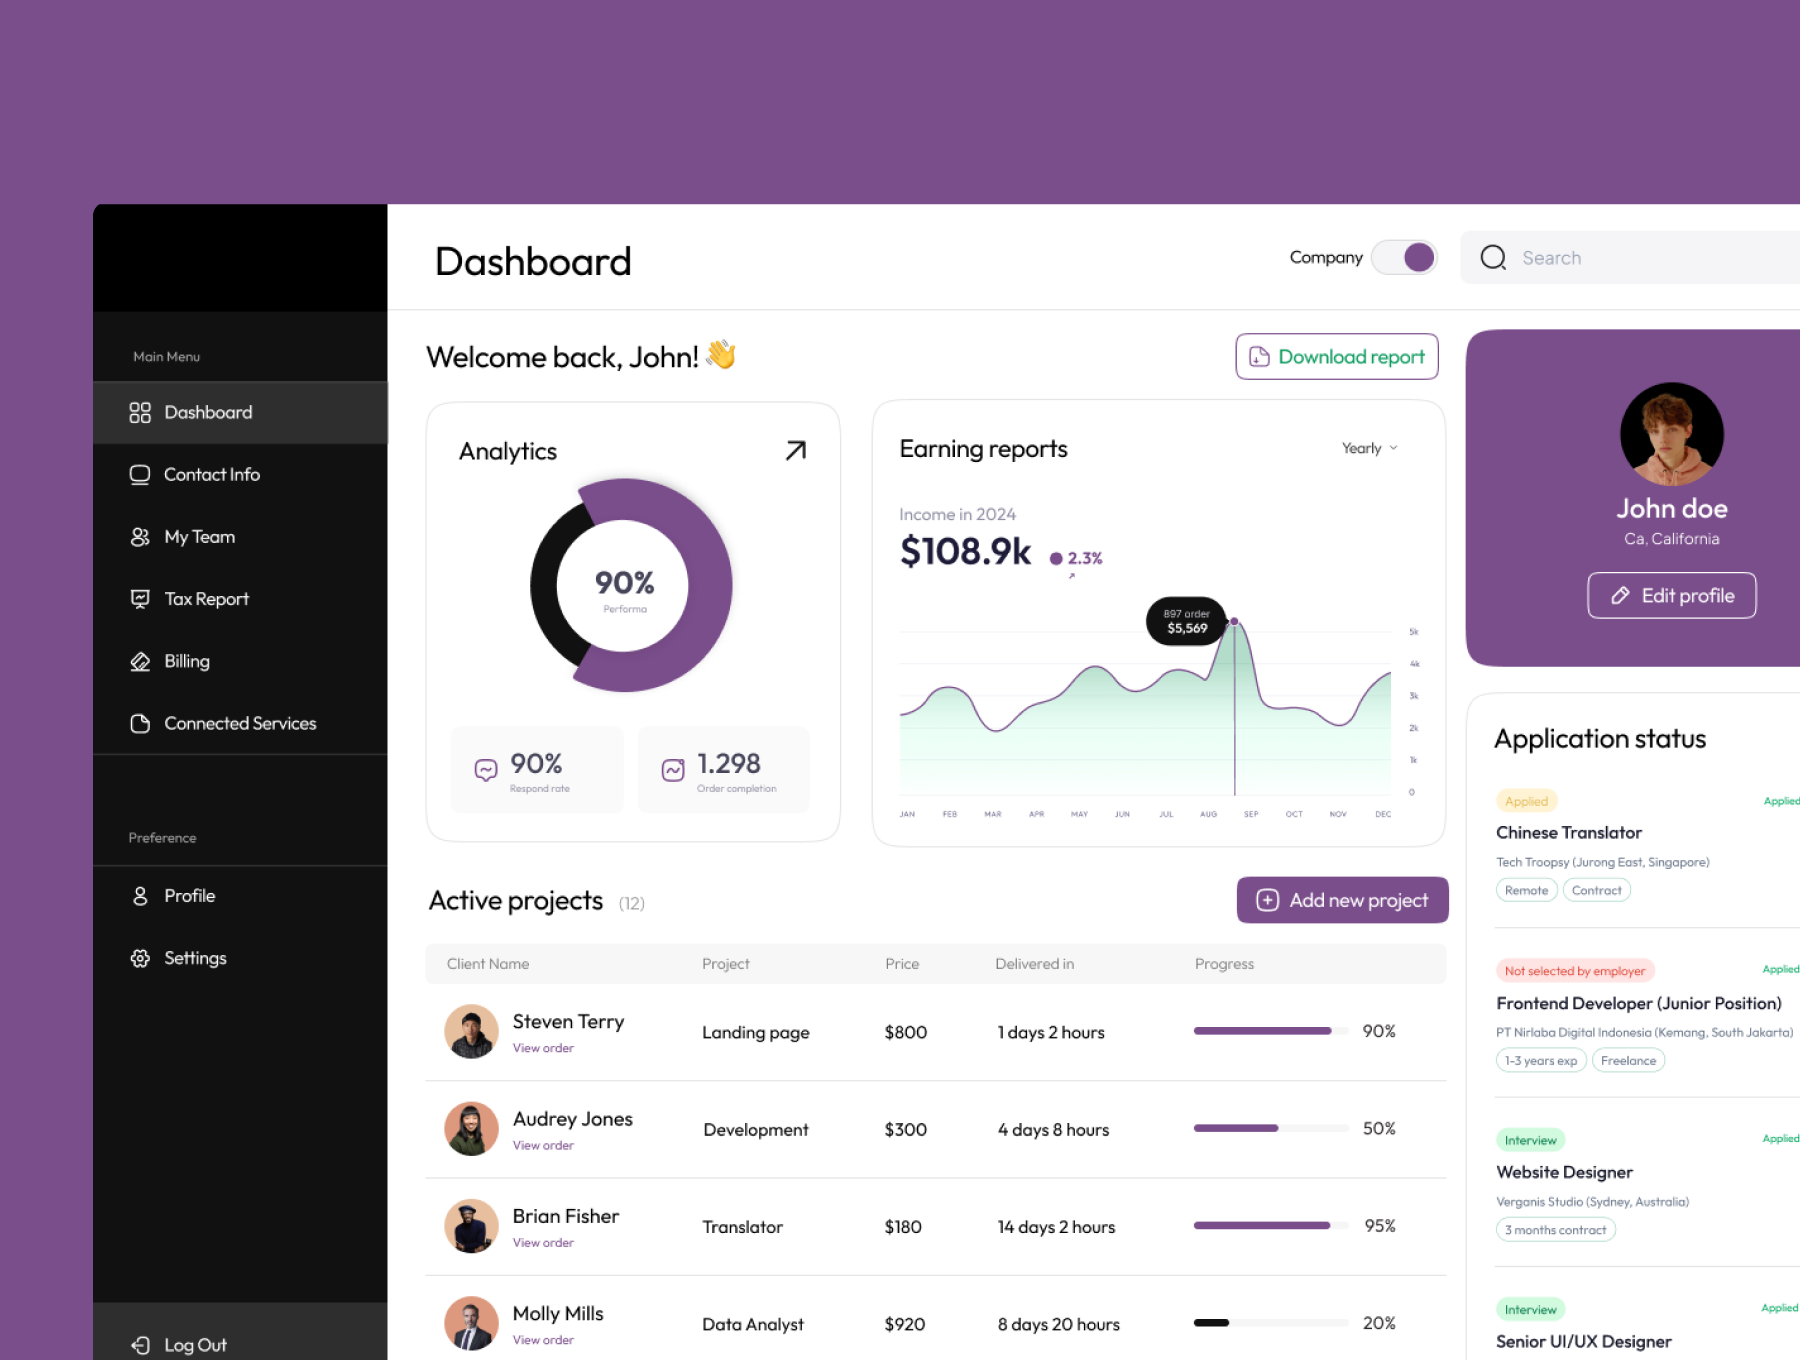 Dashboard
Company
Search
Main Menu
Dashboard
Contact Info
My Team
Tax Report
Billing
Connected Services
Preference
Profile
Settings
Log Out
Welcome back, John! 👋
Download report
Analytics
90%
Performa
90%
Respond rate
1.298
Order completion
Earning reports
Yearly
Income in 2024
$108.9k
2.3%
897 order
$5,569
5k
4k
3k
2k
1k
0
JAN FEB MAR APR MAY JUN JUL AUG SEP OCT NOV DEC
Active projects (12)
Add new project
Client Name Project Price Delivered in Progress
Steven Terry
View order
Landing page $800 1 days 2 hours 90%
Audrey Jones
View order
Development $300 4 days 8 hours 50%
Brian Fisher
View order
Translator $180 14 days 2 hours 95%
Molly Mills
View order
Data Analyst $920 8 days 20 hours 20%
John doe
Ca, California
Edit profile
Application status
Applied Applied
Chinese Translator
Tech Troopsy (Jurong East, Singapore)
Remote Contract
Not selected by employer Applied
Frontend Developer (Junior Position)
PT Nirlaba Digital Indonesia (Kemang, South Jakarta)
1-3 years exp Freelance
Interview Applied
Website Designer
Verganis Studio (Sydney, Australia)
3 months contract
Interview Applied
Senior UI/UX Designer